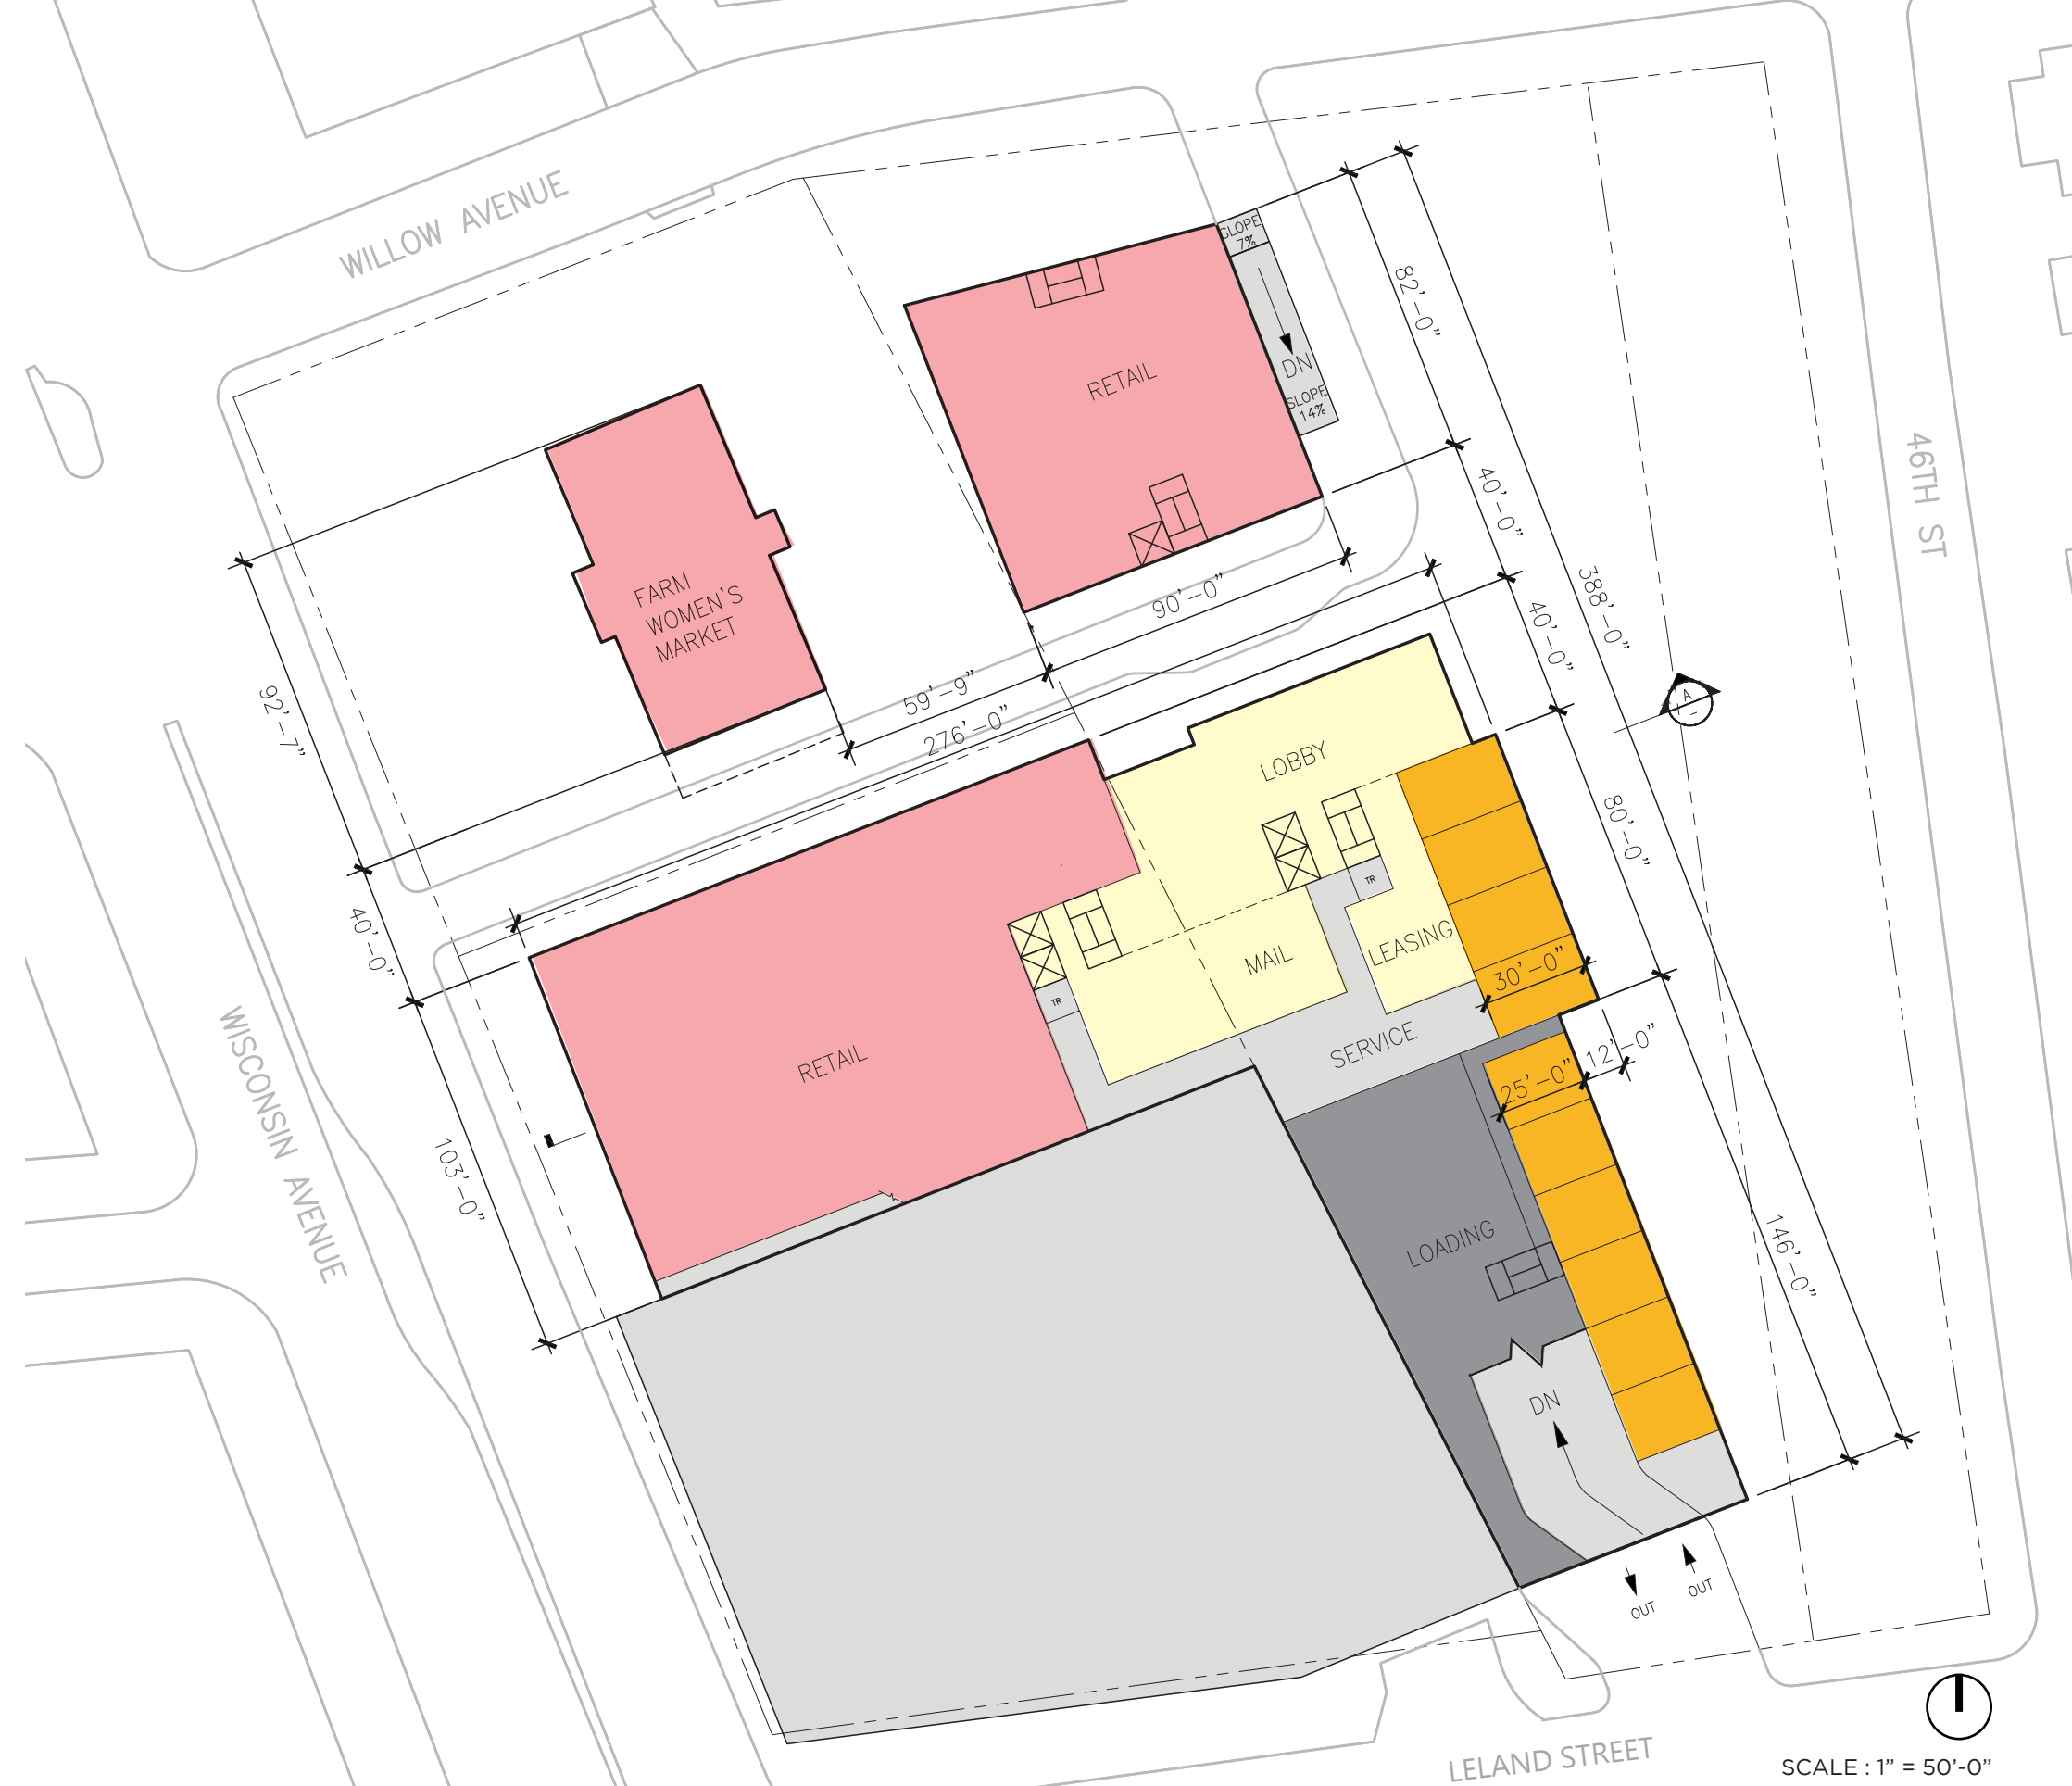 WILLOW AVENUE
SLOPE
7%
DN
SLOPE
14%
RETAIL
82'-0"
40'-0"
388'-0"
46TH ST
FARM
WOMEN'S
MARKET
90'-0"
40'-0"
92'-7"
59'-9"
276'-0"
A
LOBBY
80'-0"
TR
40'-0"
LEASING
MAIL
30'-0"
TR
SERVICE
RETAIL
12'-0"
25'-0"
WISCONSIN AVENUE
103'-0"
LOADING
146'-0"
DN
OUT
OUT
LELAND STREET
SCALE : 1" = 50'-0"